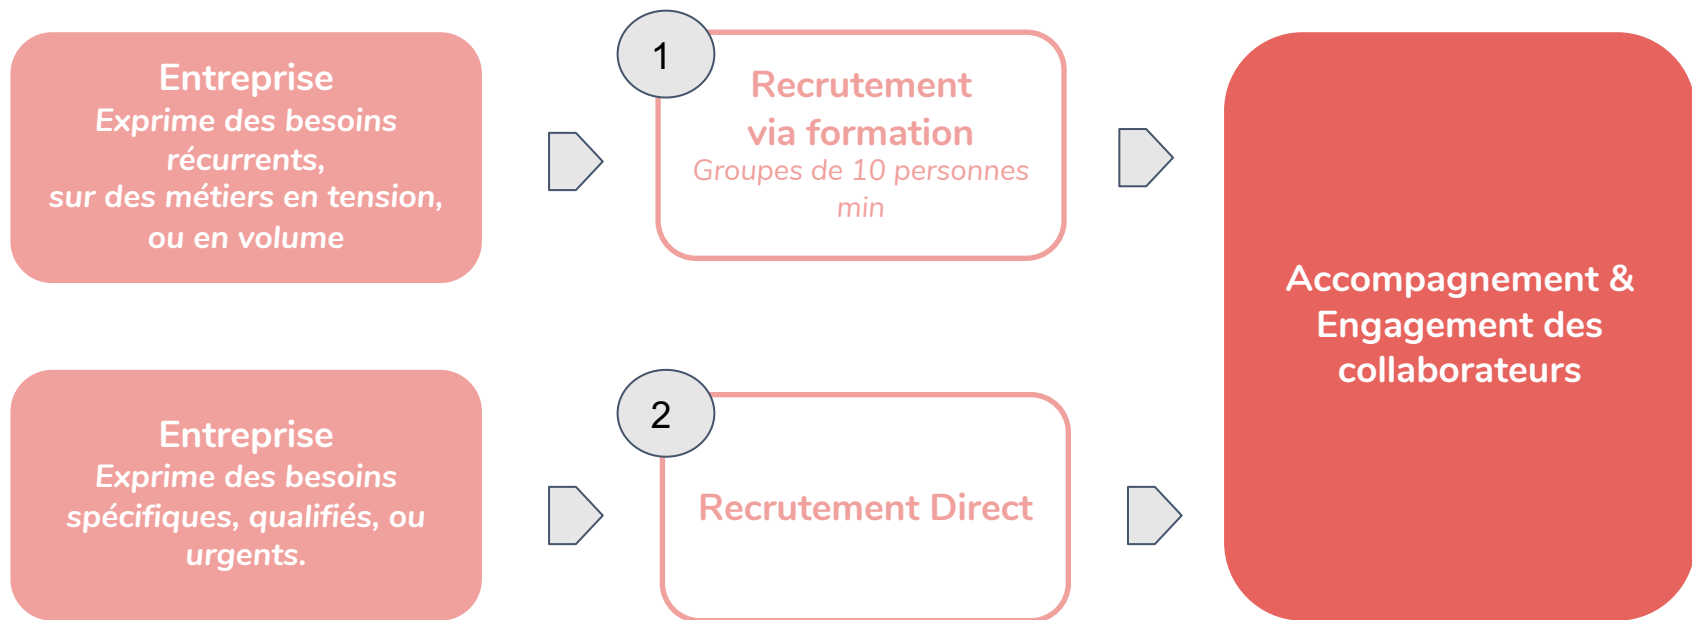 Entreprise
Exprime des besoins
récurrents,
sur des métiers en tension,
ou en volume
1
Recrutement
via formation
Groupes de 10 personnes
min
Entreprise
Exprime des besoins
spécifiques, qualifiés, ou
urgents.
2
Recrutement Direct
Accompagnement &
Engagement des
collaborateurs